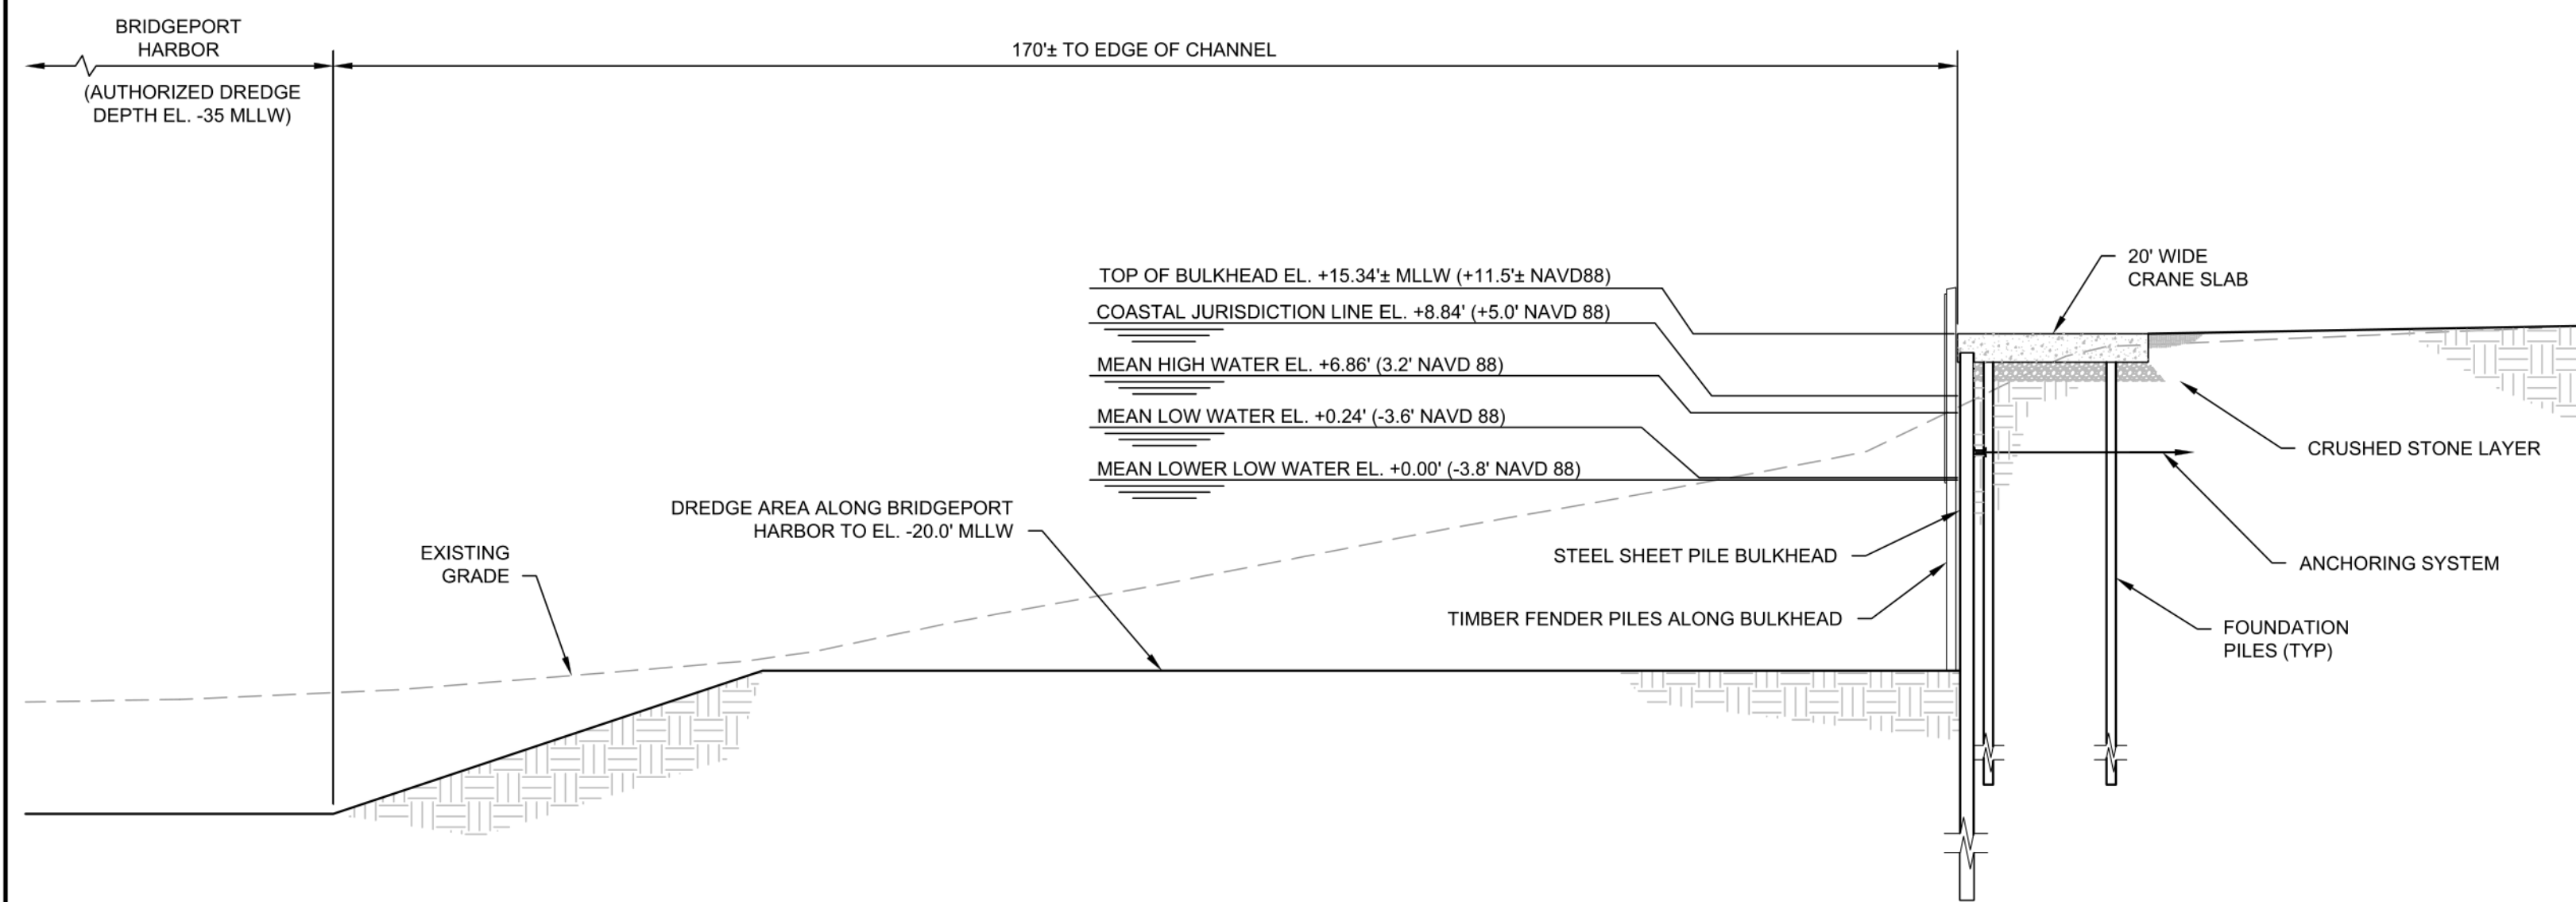 BRIDGEPORT
HARBOR
(AUTHORIZED DREDGE
DEPTH EL. -35 MLLW)
170'± TO EDGE OF CHANNEL
20' WIDE
CRANE SLAB
TOP OF BULKHEAD EL. +15.34'± MLLW (+11.5'± NAVD88)
COASTAL JURISDICTION LINE EL. +8.84' (+5.0' NAVD 88)
MEAN HIGH WATER EL. +6.86' (3.2' NAVD 88)
MEAN LOW WATER EL. +0.24' (-3.6' NAVD 88)
MEAN LOWER LOW WATER EL. +0.00' (-3.8' NAVD 88)
CRUSHED STONE LAYER
DREDGE AREA ALONG BRIDGEPORT
HARBOR TO EL. -20.0' MLLW
EXISTING
GRADE
STEEL SHEET PILE BULKHEAD
ANCHORING SYSTEM
TIMBER FENDER PILES ALONG BULKHEAD
FOUNDATION
PILES (TYP)